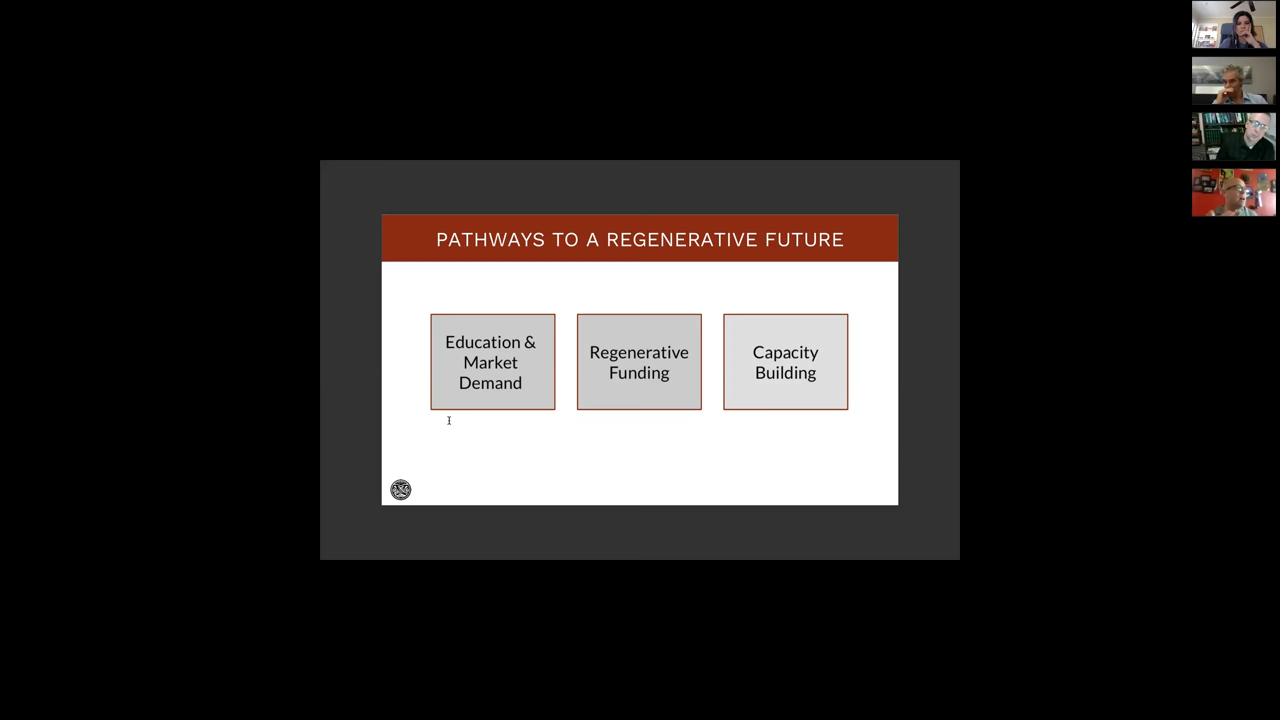 PATHWAYS TO A REGENERATIVE FUTURE
Education &
Market
Demand
Regenerative
Funding
Capacity
Building